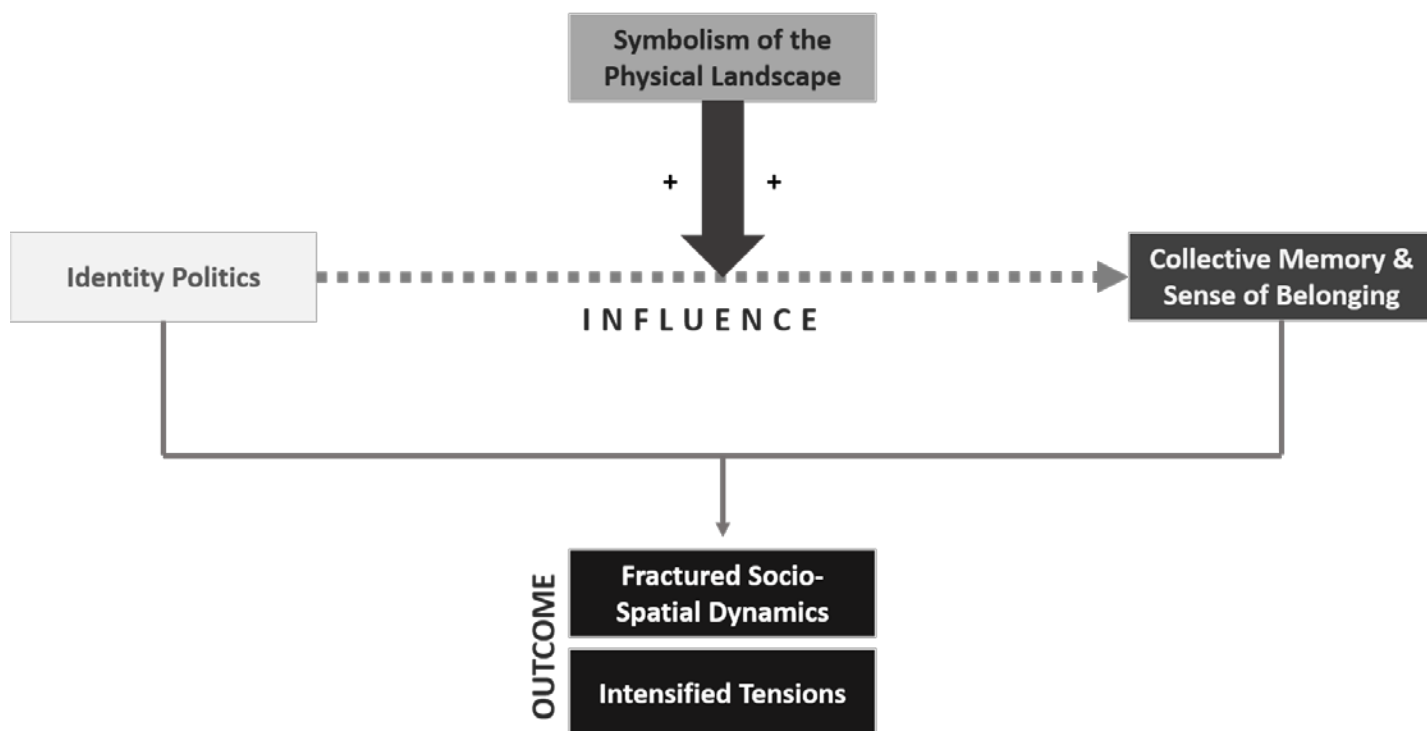 Symbolism of the
Physical Landscape
+ +
Identity Politics
Collective Memory &
Sense of Belonging
INFLUENCE
OUTCOME
Fractured Socio-
Spatial Dynamics
Intensified Tensions